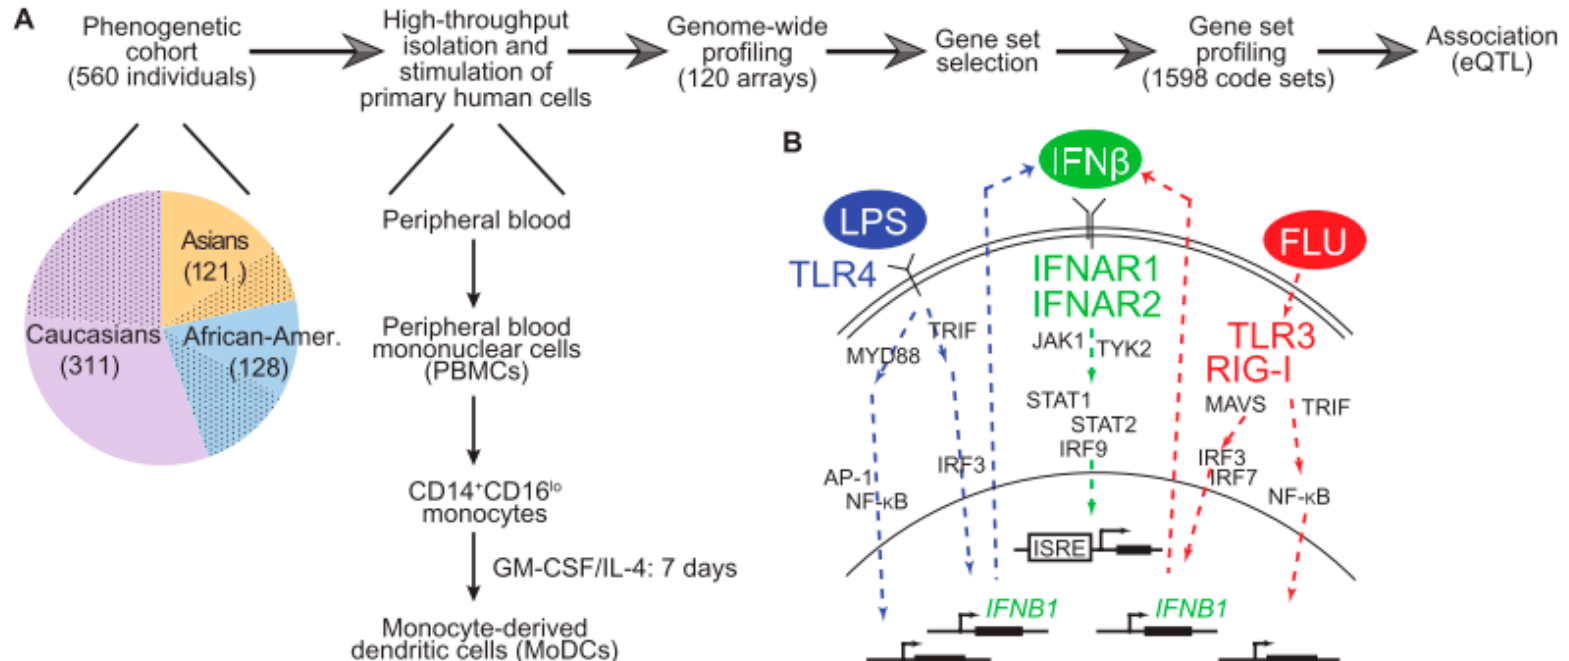 A
Phenogenetic
cohort
(560 individuals)
High-throughput
isolation and
stimulation of
primary human cells
Genome-wide
profiling
(120 arrays)
Gene set
selection
Gene set
profiling
(1598 code sets)
Association
(eQTL)
Asians
(121 )
Caucasians
(311)
African-Amer.
(128)
Peripheral blood
Peripheral blood
mononuclear cells
(PBMCs)
CD14⁺CD16ˡᵒ
monocytes
GM-CSF/IL-4: 7 days
Monocyte-derived
dendritic cells (MoDCs)
B
IFNβ
LPS
TLR4
FLU
IFNAR1
IFNAR2
TRIF
MYD88
JAK1
TYK2
TLR3
RIG-I
STAT1
STAT2
IRF9
MAVS
TRIF
AP-1
NF-κB
IRF3
IRF3
IRF7
NF-κB
ISRE
IFNB1
IFNB1